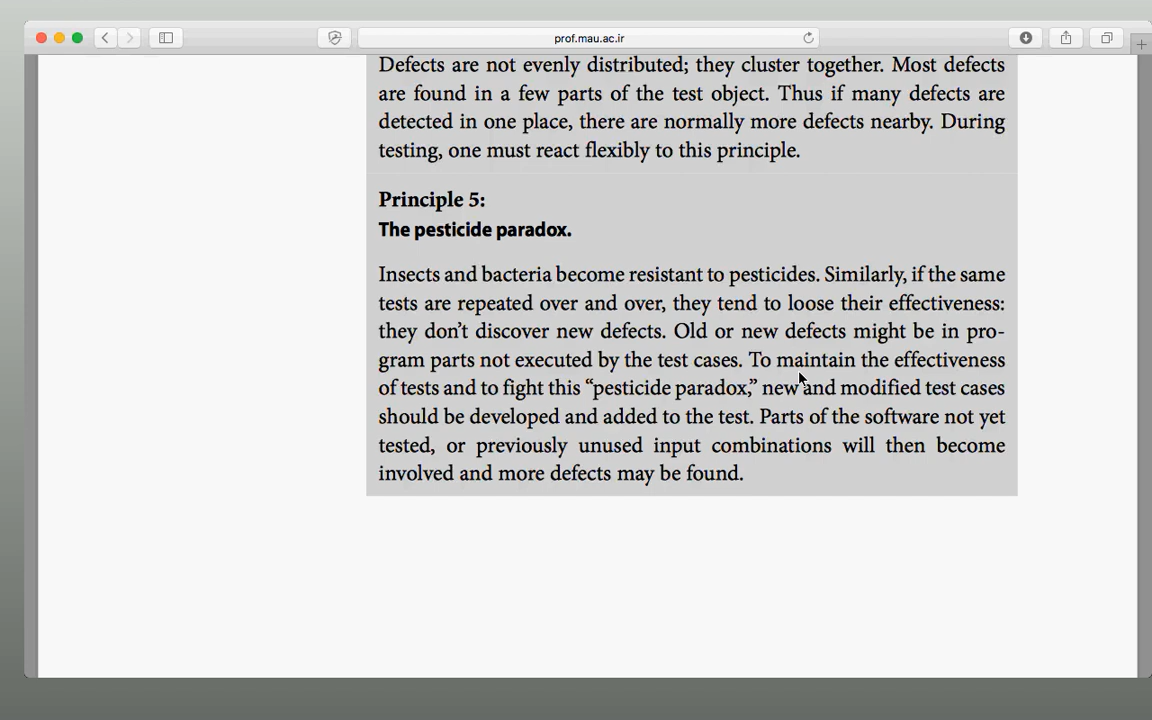 prof.mau.ac.ir
Defects are not evenly distributed; they cluster together. Most defects
are found in a few parts of the test object. Thus if many defects are
detected in one place, there are normally more defects nearby. During
testing, one must react flexibly to this principle.
Principle 5:
The pesticide paradox.
Insects and bacteria become resistant to pesticides. Similarly, if the same
tests are repeated over and over, they tend to loose their effectiveness:
they don’t discover new defects. Old or new defects might be in pro-
gram parts not executed by the test cases. To maintain the effectiveness
of tests and to fight this “pesticide paradox,” new and modified test cases
should be developed and added to the test. Parts of the software not yet
tested, or previously unused input combinations will then become
involved and more defects may be found.